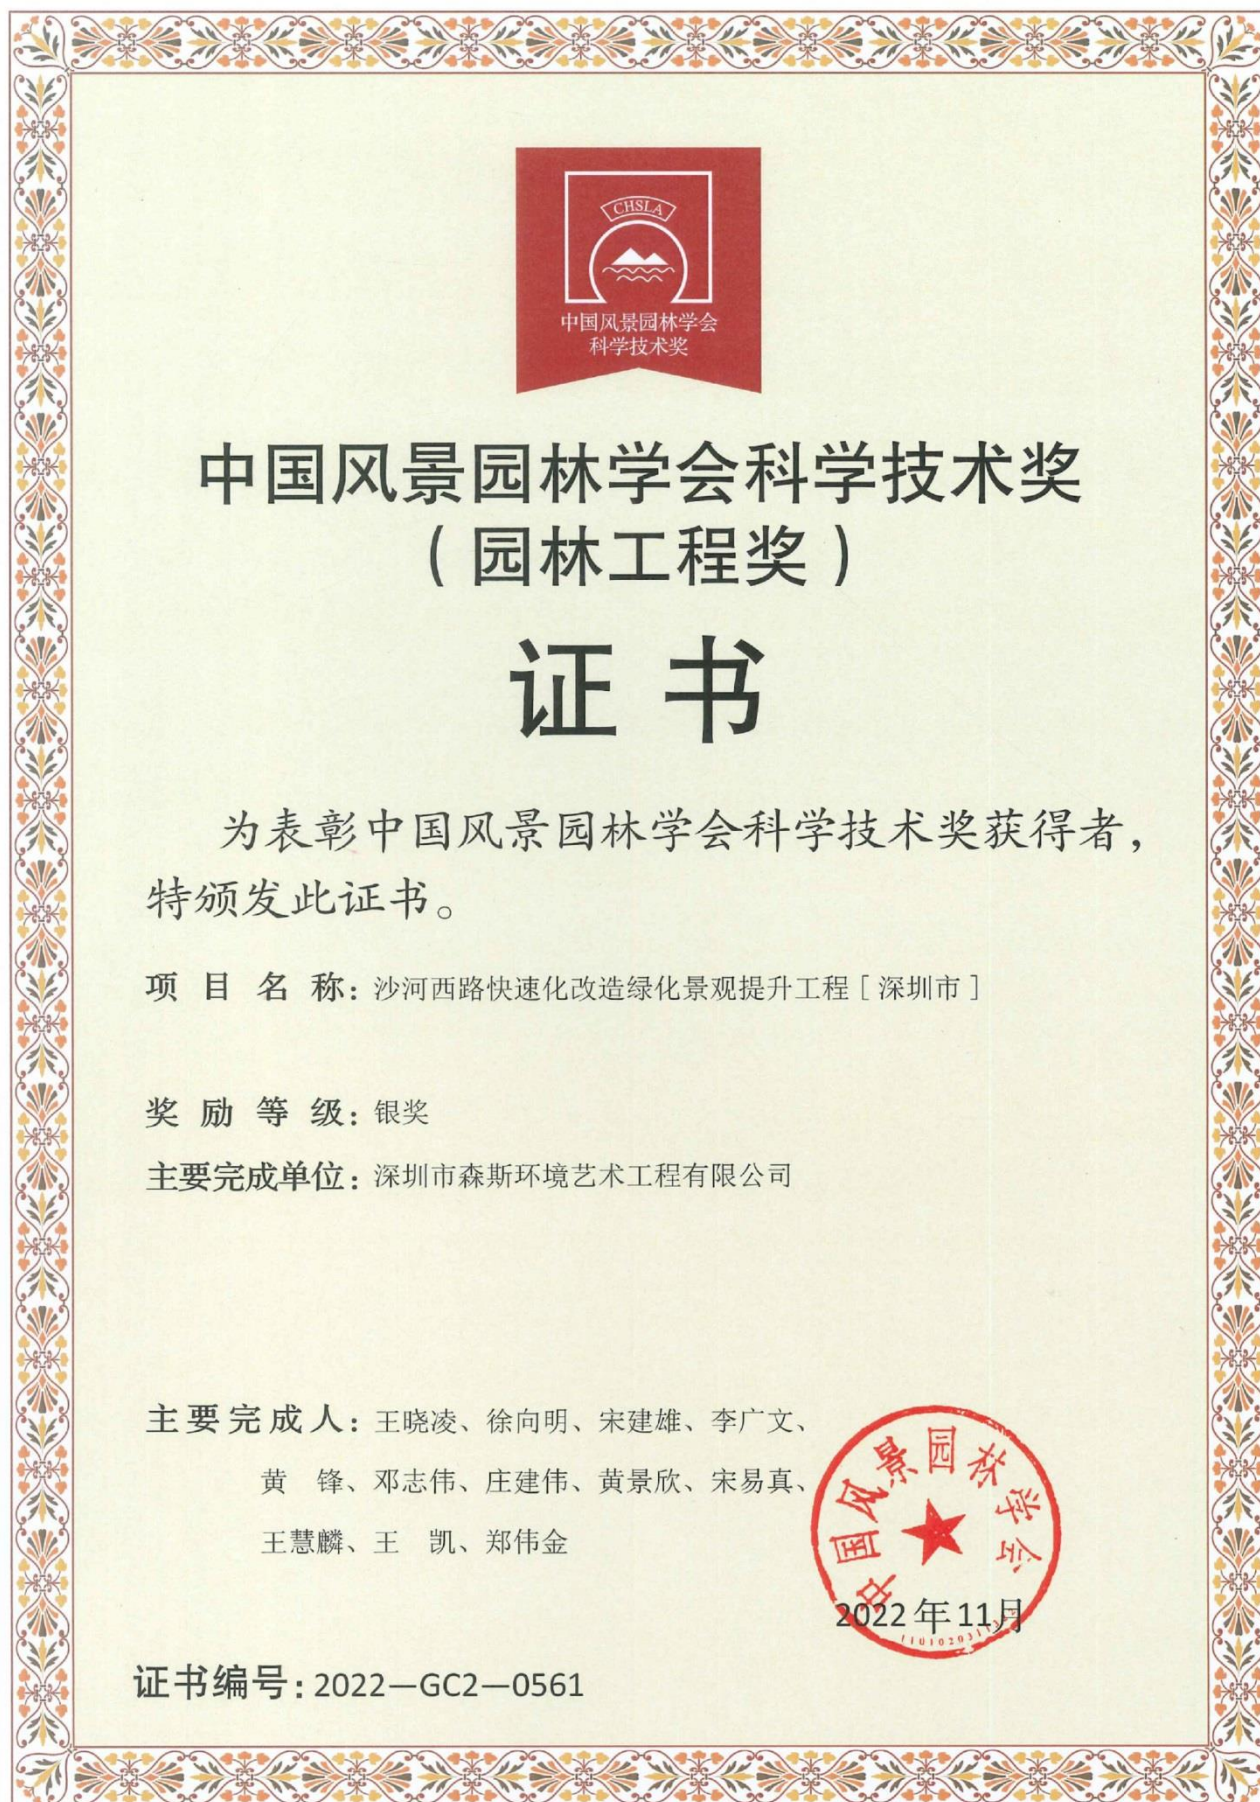 CHSLA
中国风景园林学会
科学技术奖
中国风景园林学会科学技术奖
（园林工程奖）
证书
为表彰中国风景园林学会科学技术奖获得者，
特颁发此证书。
项目名称：沙河西路快速化改造绿化景观提升工程［深圳市］
奖励等级：银奖
主要完成单位：深圳市森斯环境艺术工程有限公司
主要完成人：王晓凌、徐向明、宋建雄、李广文、
黄　锋、邓志伟、庄建伟、黄景欣、宋易真、
王慧麟、王　凯、郑伟金
中国风景园林学会
2022年11月
证书编号：2022—GC2—0561